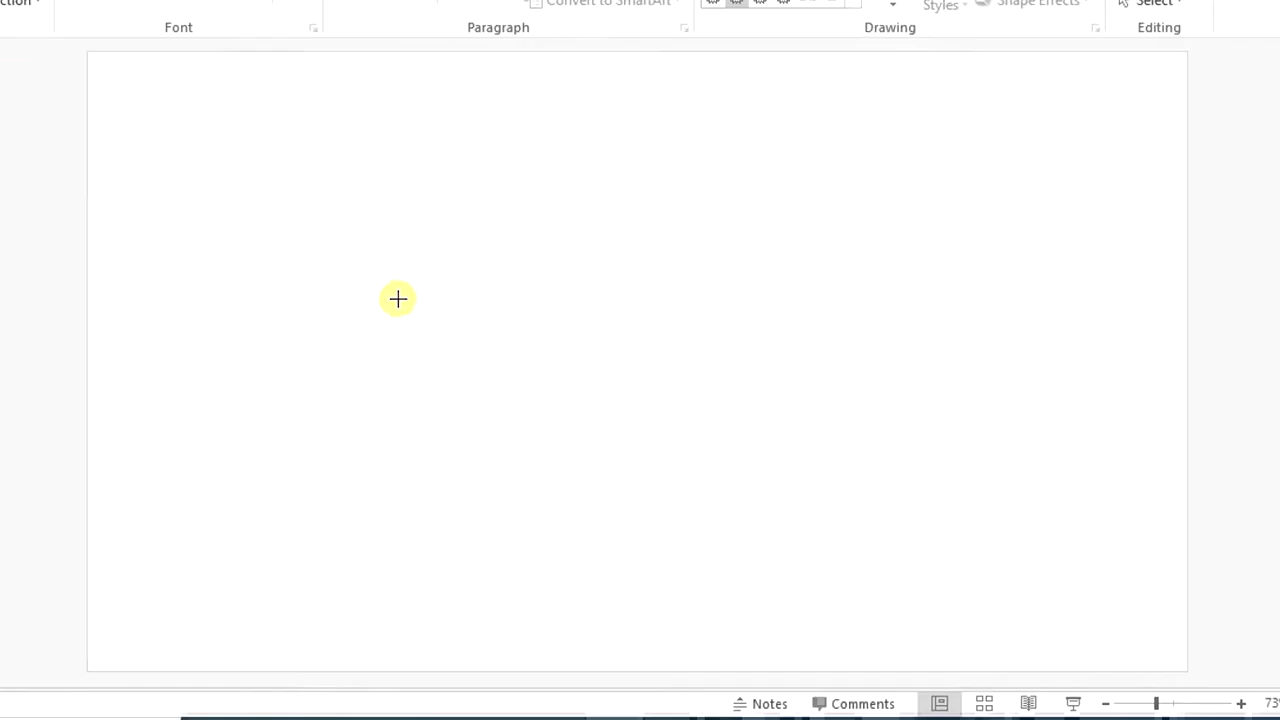 Convert to SmartArt
Styles
Shape Effects
Select
Font
Paragraph
Drawing
Editing
Notes
Comments